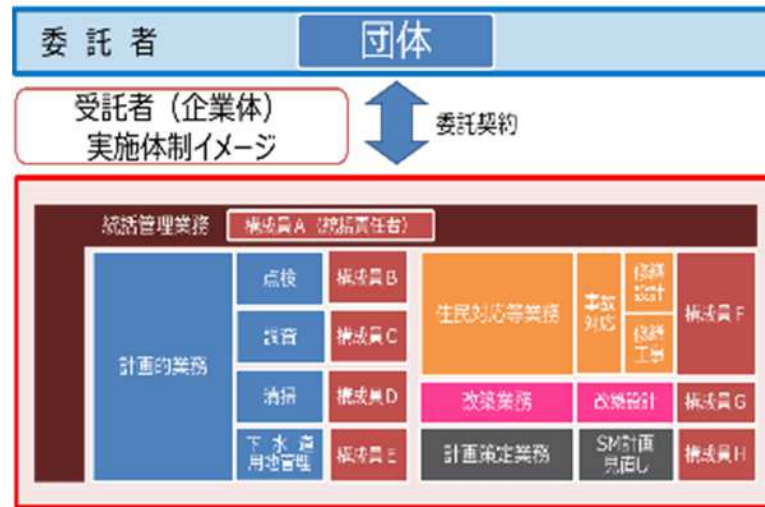 委託者
団体
受託者（企業体）
実施体制イメージ
委託契約
統括管理業務
構成員A（統括責任者）
計画的業務
点検
構成員B
調査
構成員C
清掃
構成員D
下水道
用地管理
構成員E
住民対応等業務
事故
対応
修繕
設計
修繕
工事
構成員F
改築業務
改築設計
構成員G
計画策定業務
SM計画
見直し
構成員H